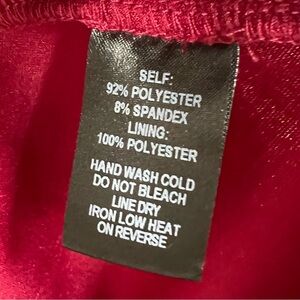 SELF:
92% POLYESTER
8% SPANDEX
LINING:
100% POLYESTER
HAND WASH COLD
DO NOT BLEACH
LINE DRY
IRON LOW HEAT
ON REVERSE